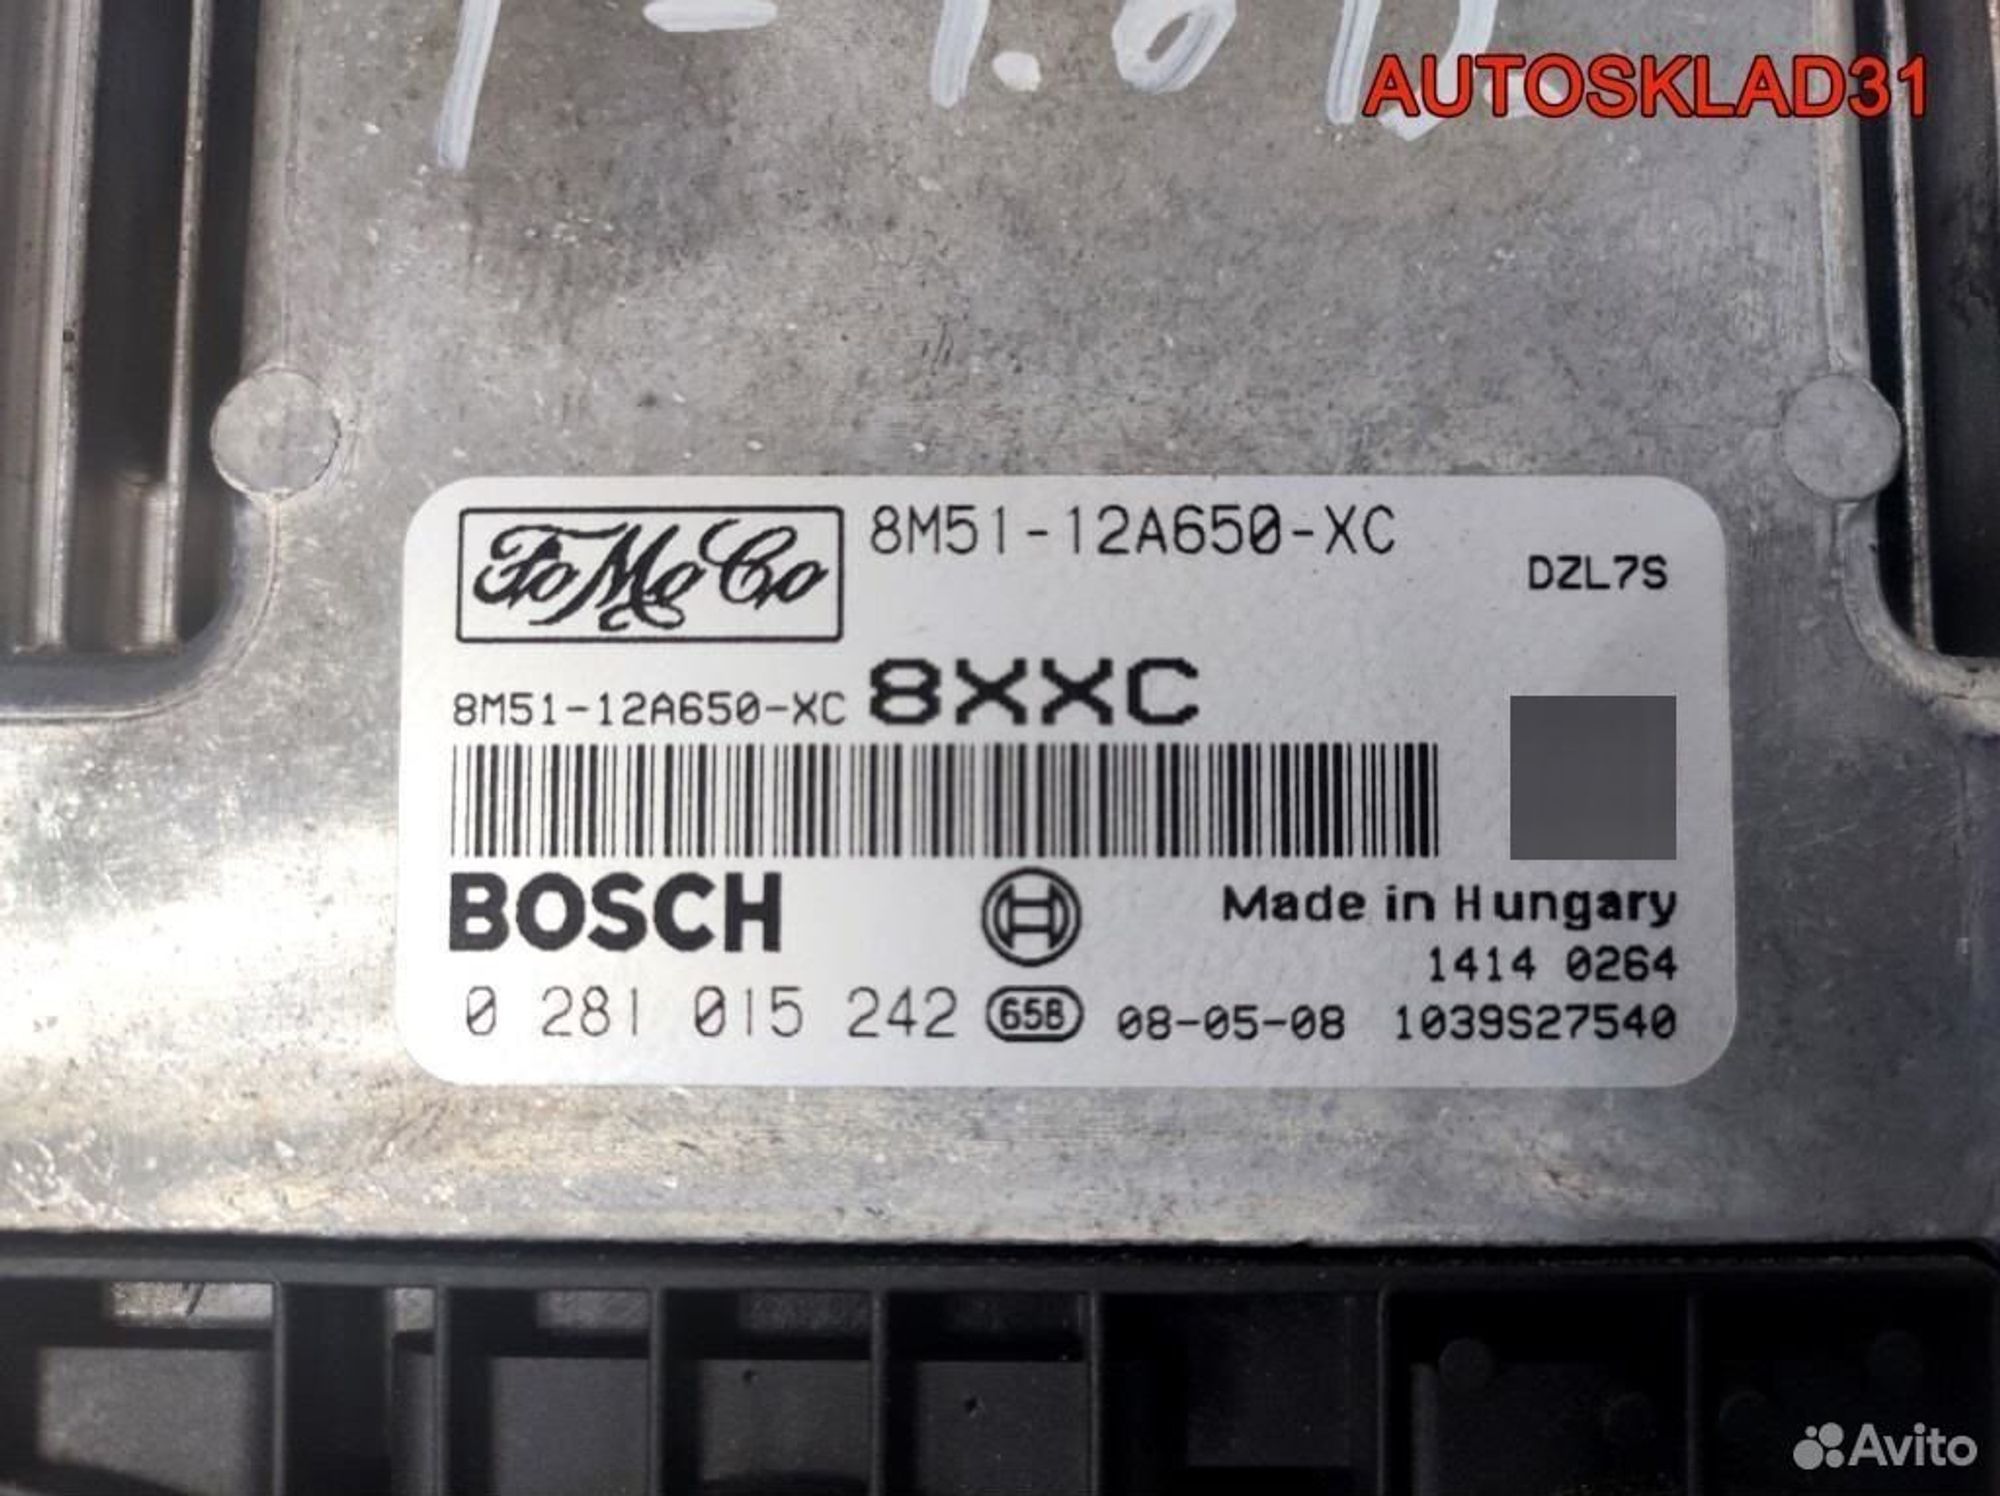 AUTOSKLAD31
FoMoCo
8M51-12A650-XC
DZL7S
8M51-12A650-XC 8XXC
BOSCH
Made in Hungary
1414 0264
0 281 015 242 65B 08-05-08 1039S27540
Avito